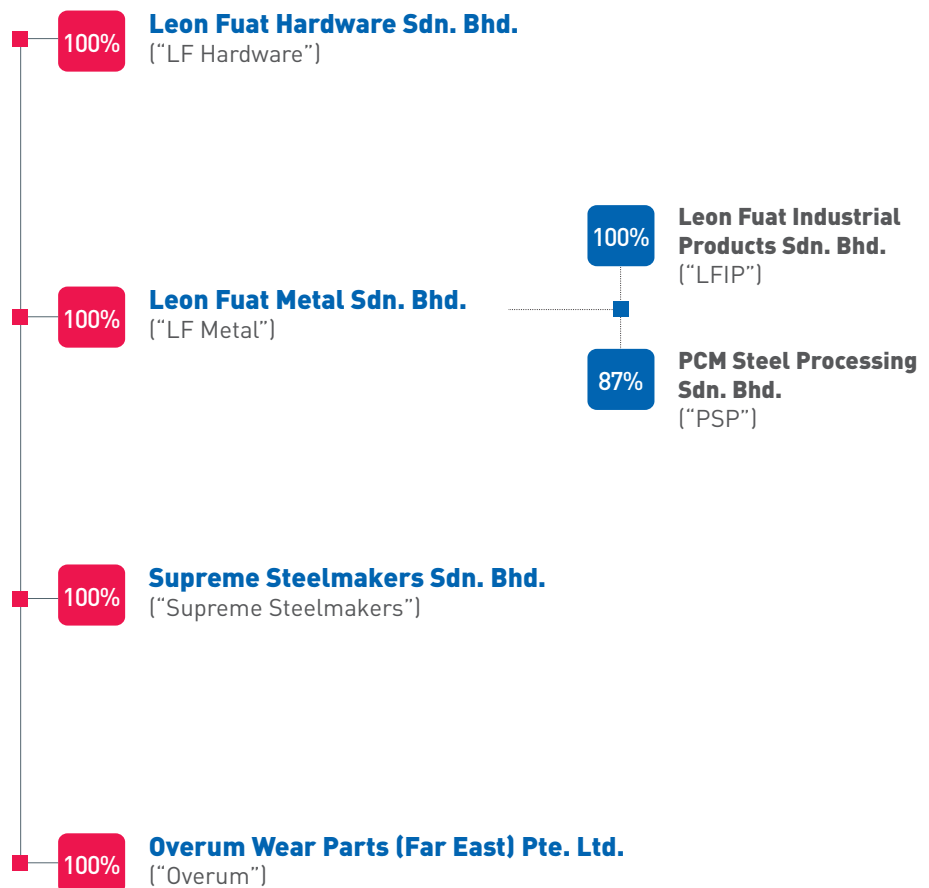 100%
Leon Fuat Hardware Sdn. Bhd.
(“LF Hardware”)
100%
Leon Fuat Metal Sdn. Bhd.
(“LF Metal”)
100%
Leon Fuat Industrial
Products Sdn. Bhd.
(“LFIP”)
87%
PCM Steel Processing
Sdn. Bhd.
(“PSP”)
100%
Supreme Steelmakers Sdn. Bhd.
(“Supreme Steelmakers”)
100%
Overum Wear Parts (Far East) Pte. Ltd.
(“Overum”)